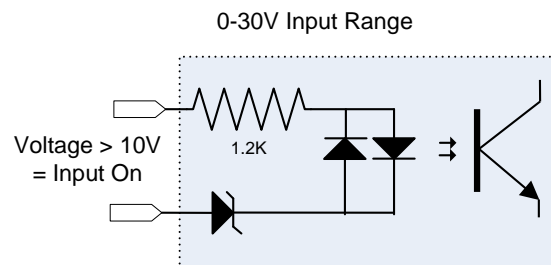 0-30V Input Range
1.2K
Voltage > 10V
= Input On